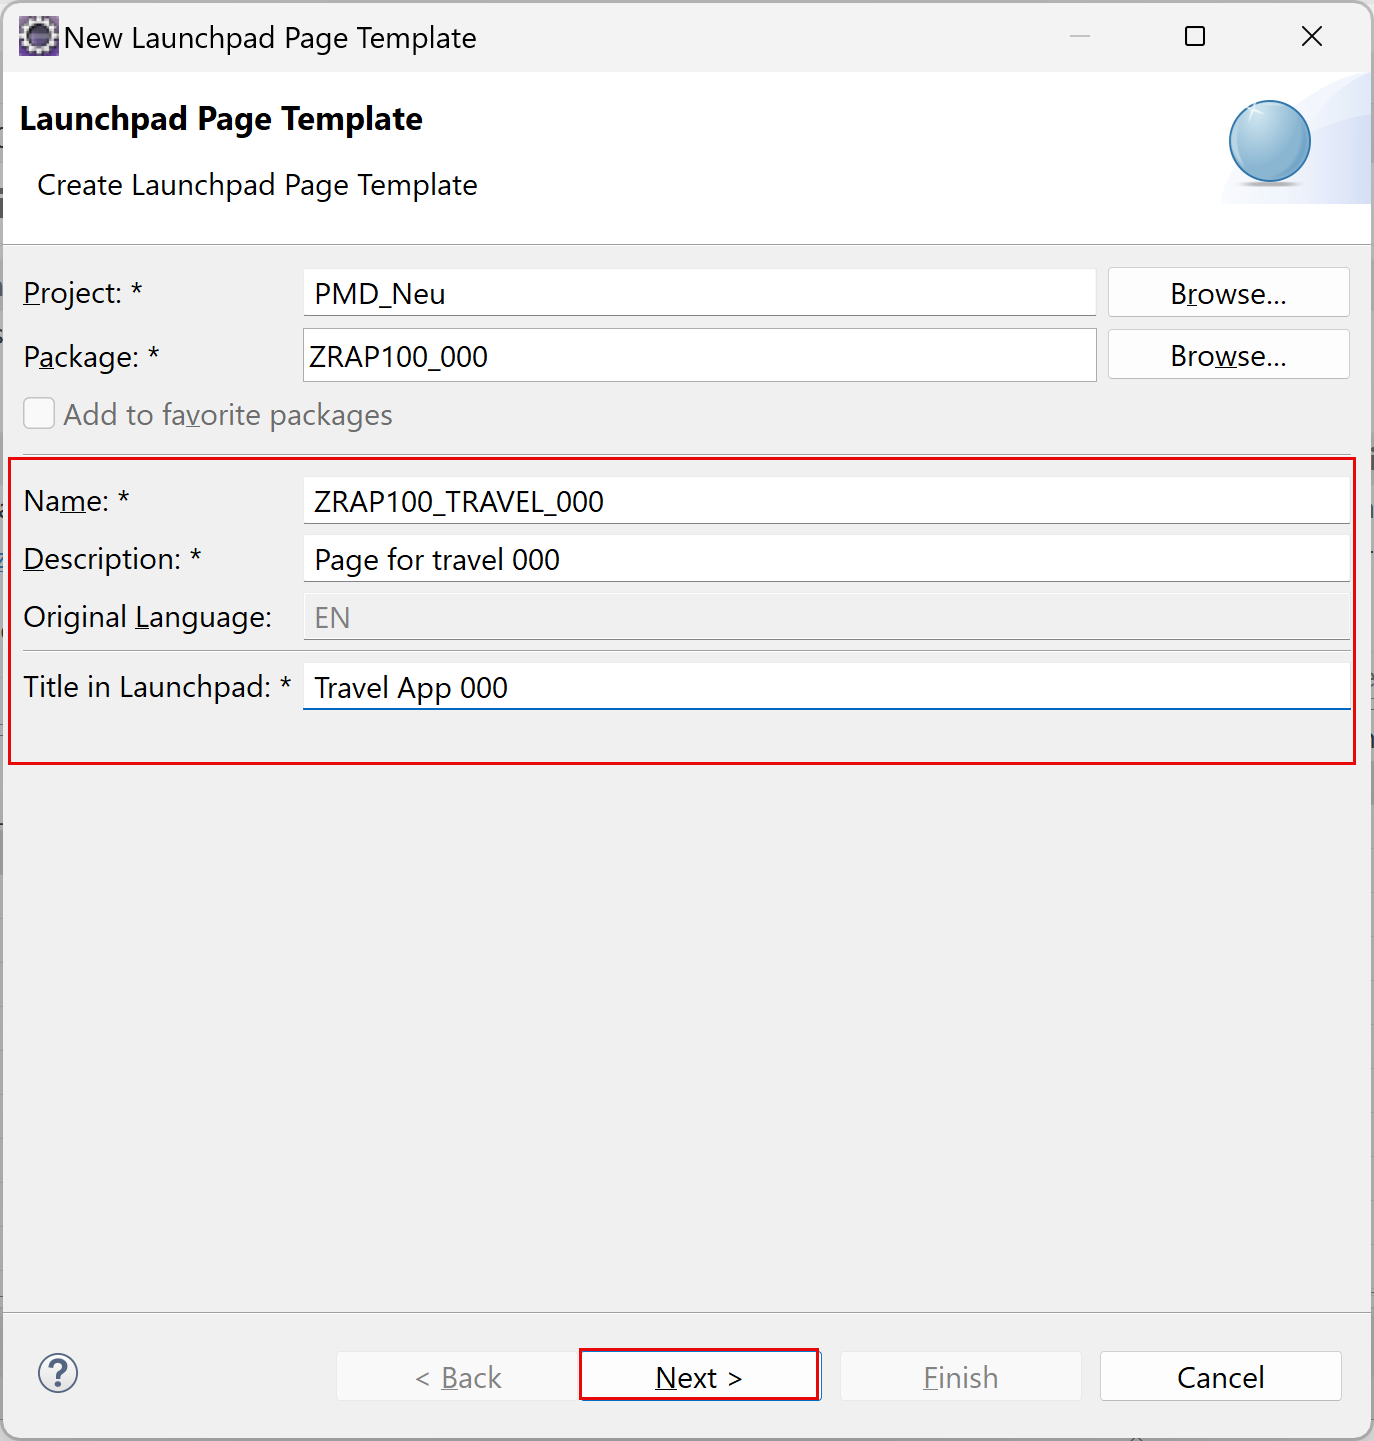 New Launchpad Page Template
Launchpad Page Template
Create Launchpad Page Template
Project: * PMD_Neu Browse...
Package: * ZRAP100_000 Browse...
Add to favorite packages
Name: * ZRAP100_TRAVEL_000
Description: * Page for travel 000
Original Language: EN
Title in Launchpad: * Travel App 000
? < Back Next > Finish Cancel